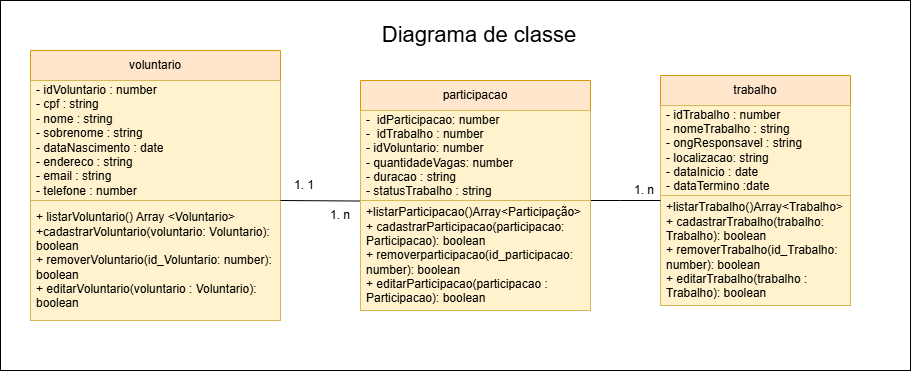 Diagrama de classe
voluntario
- idVoluntario : number
- cpf : string
- nome : string
- sobrenome : string
- dataNascimento : date
- endereco : string
- email : string
- telefone : number
+ listarVoluntario() Array <Voluntario>
+cadastrarVoluntario(voluntario: Voluntario):
boolean
+ removerVoluntario(id_Voluntario: number):
boolean
+ editarVoluntario(voluntario : Voluntario):
boolean
1. 1
1. n
participacao
- idParticipacao: number
- idTrabalho : number
- idVoluntario: number
- quantidadeVagas: number
- duracao : string
- statusTrabalho : string
+listarParticipacao()Array<Participação>
+ cadastrarParticipacao(participacao:
Participacao): boolean
+ removerparticipacao(id_participacao:
number): boolean
+ editarParticipacao(participacao :
Participacao): boolean
1. n
trabalho
- idTrabalho : number
- nomeTrabalho : string
- ongResponsavel : string
- localizacao: string
- dataInicio : date
- dataTermino :date
+listarTrabalho()Array<Trabalho>
+ cadastrarTrabalho(trabalho:
Trabalho): boolean
+ removerTrabalho(id_Trabalho:
number): boolean
+ editarTrabalho(trabalho :
Trabalho): boolean